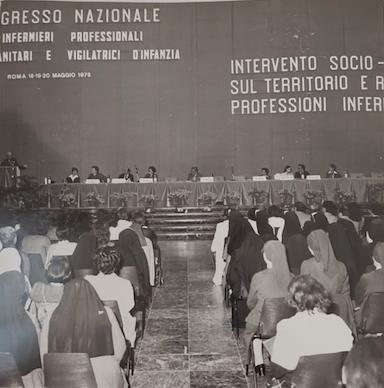 GRESSO NAZIONALE
INFERMIERI PROFESSIONALI
ANITARI E VIGILATRICI D'INFANZIA
ROMA 18-19-20 MAGGIO 1978
INTERVENTO SOCIO-
SUL TERRITORIO E R
PROFESSIONI INFER